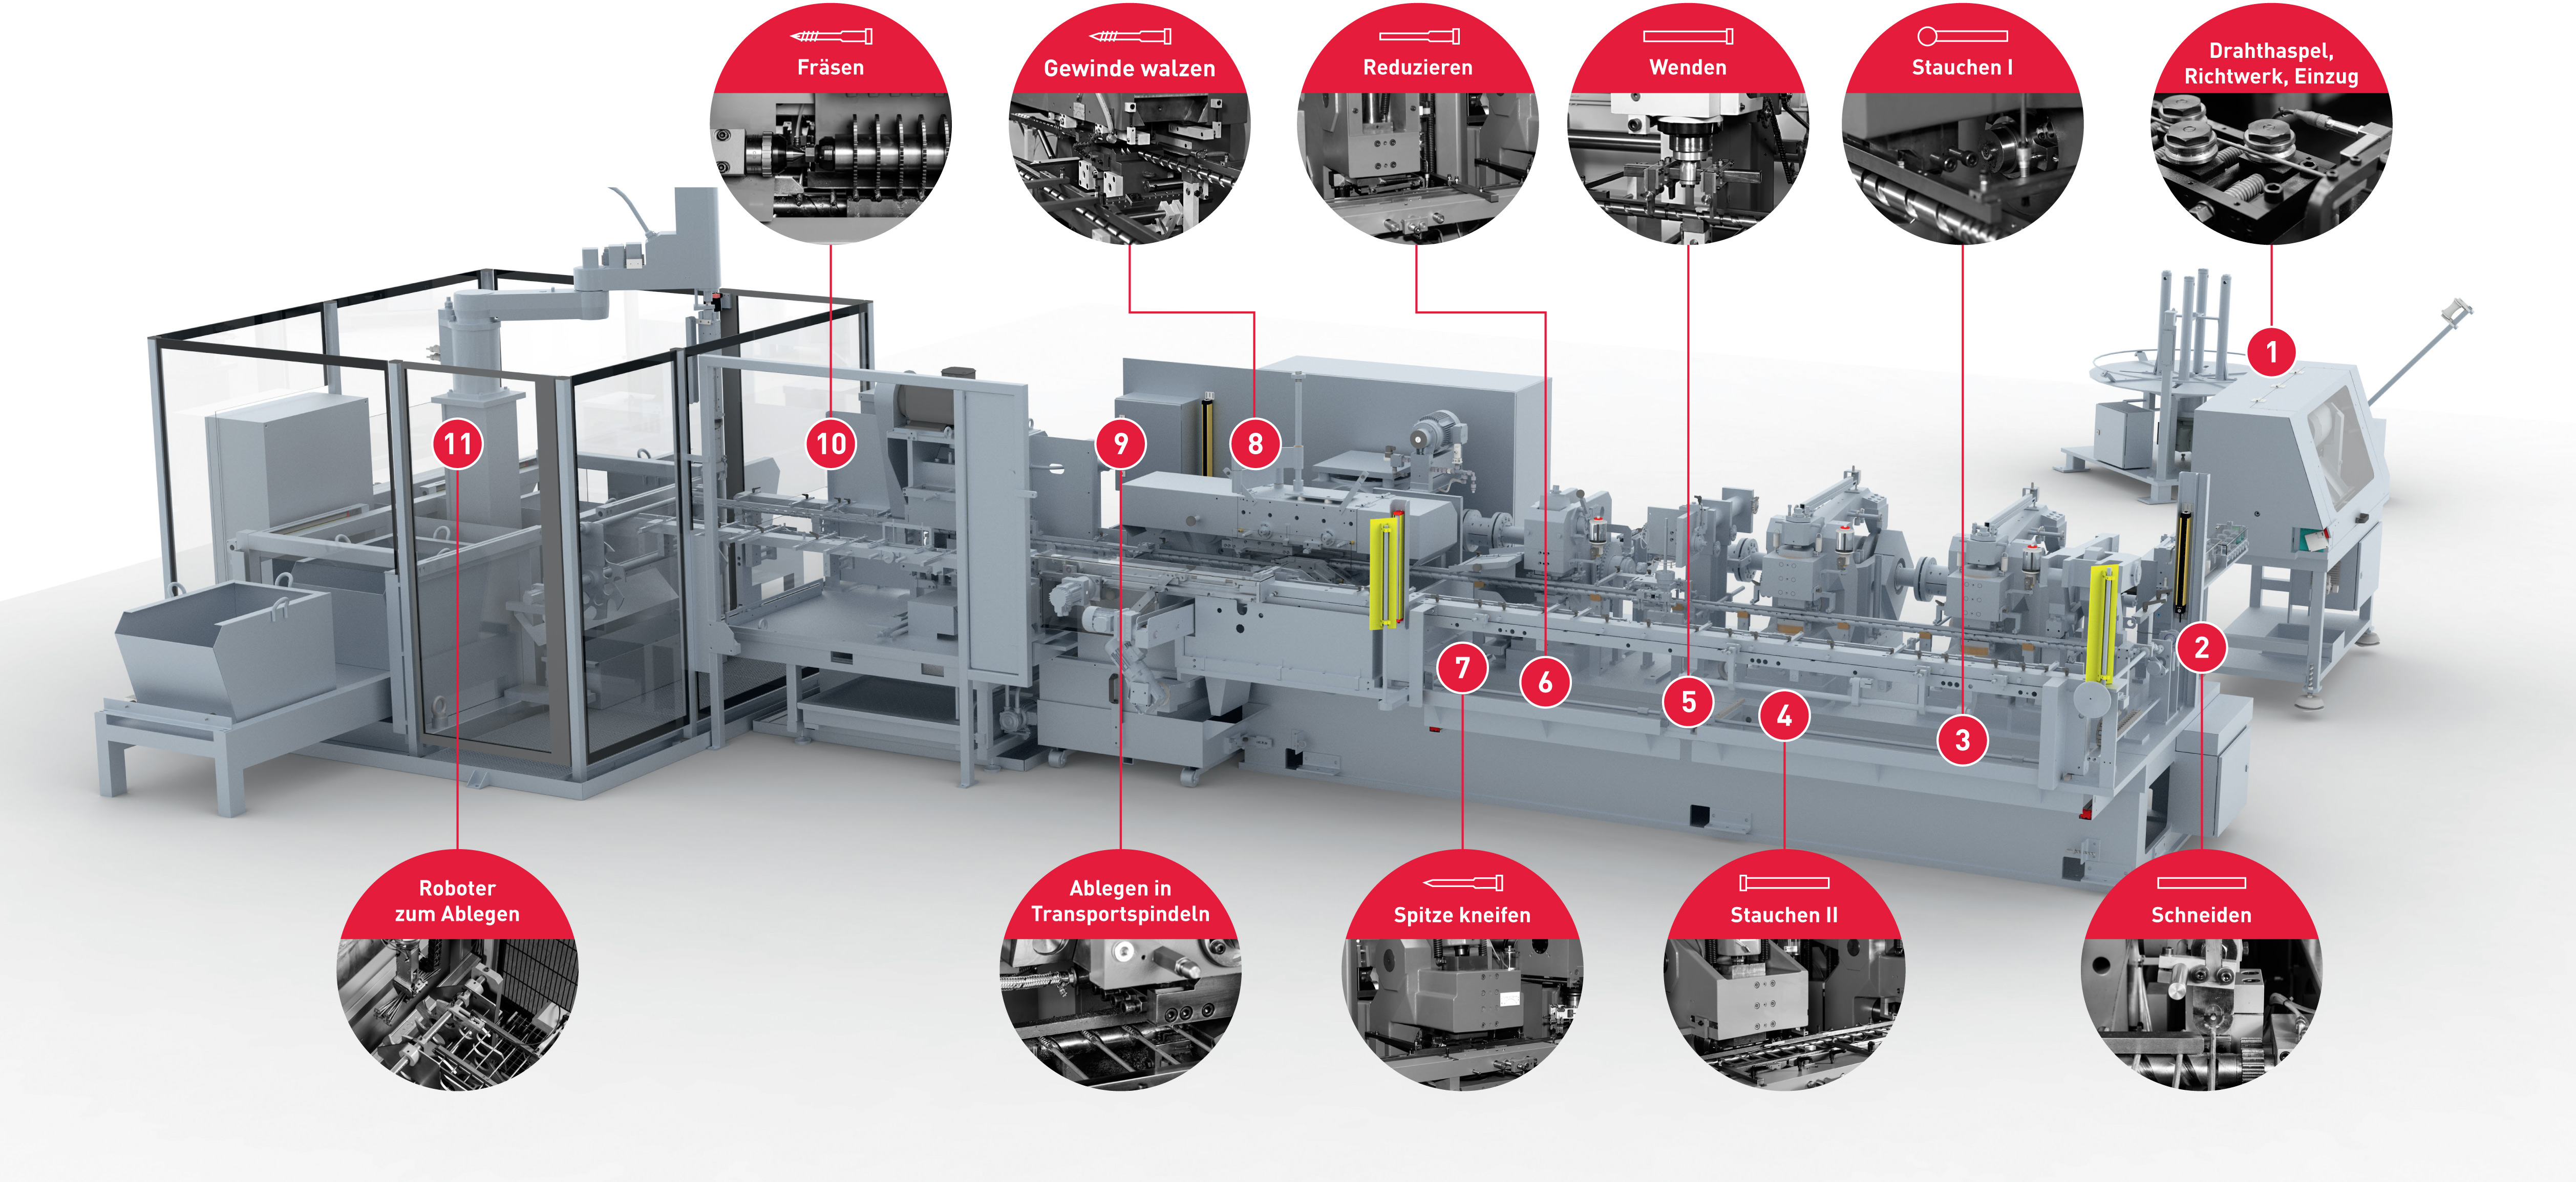 Fräsen
Gewinde walzen
Reduzieren
Wenden
Stauchen I
Drahthaspel,
Richtwerk, Einzug
1
11
10
9
8
2
7
6
5
4
3
Roboter
zum Ablegen
Ablegen in
Transportspindeln
Spitze kneifen
Stauchen II
Schneiden